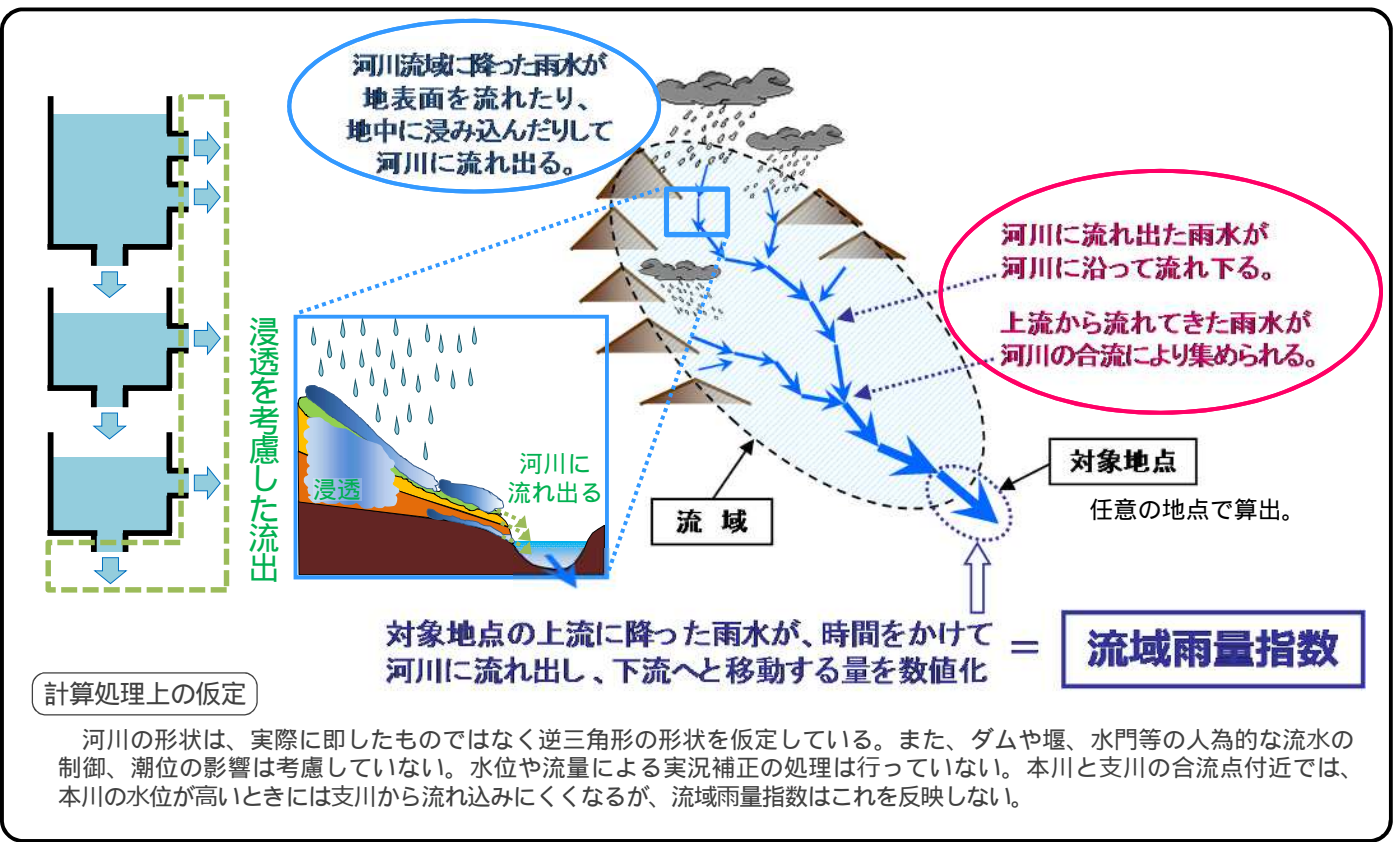 河川流域に降った雨水が
地表面を流れたり、
地中に浸み込んだりして
河川に流れ出る。
河川に流れ出た雨水が
河川に沿って流れ下る。
上流から流れてきた雨水が
河川の合流により集められる。
浸透を考慮した流出
浸透
河川に
流れ出る
流域
対象地点
任意の地点で算出。
対象地点の上流に降った雨水が、時間をかけて
河川に流れ出し、下流へと移動する量を数値化
=
流域雨量指数
計算処理上の仮定
河川の形状は、実際に即したものではなく逆三角形の形状を仮定している。また、ダムや堰、水門等の人為的な流水の
制御、潮位の影響は考慮していない。水位や流量による実況補正の処理は行っていない。本川と支川の合流点付近では、
本川の水位が高いときには支川から流れ込みにくくなるが、流域雨量指数はこれを反映しない。